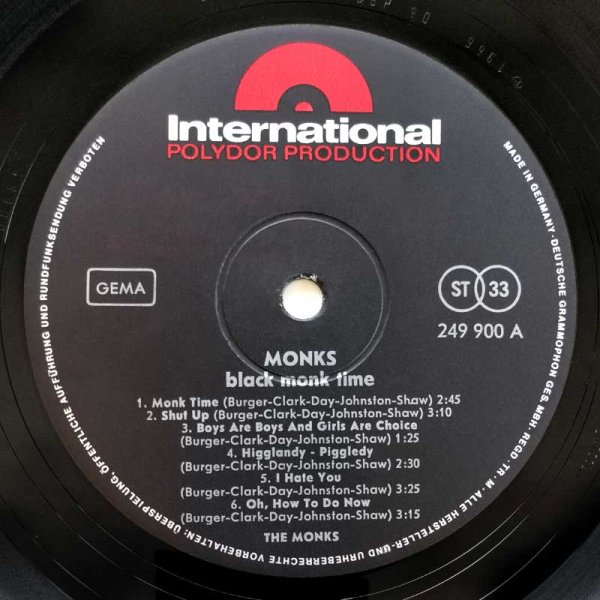 International
POLYDOR PRODUCTION
GEMA
ST 33
249 900 A
MONKS
black monk time
1. Monk Time (Burger-Clark-Day-Johnston-Shaw) 2:45
2. Shut Up (Burger-Clark-Day-Johnston-Shaw) 3:10
3. Boys Are Boys And Girls Are Choice
(Burger-Clark-Day-Johnston-Shaw) 1:25
4. Higglandy - Piggledy
(Burger-Clark-Day-Johnston-Shaw) 2:30
5. I Hate You
(Burger-Clark-Day-Johnston-Shaw) 3:25
6. Oh, How To Do Now
(Burger-Clark-Day-Johnston-Shaw) 3:15
THE MONKS
MADE IN GERMANY · DEUTSCHE GRAMMOPHON GES. MBH · REGD. TR. M · ALLE HERSTELLER- UND URHEBERRECHTE VORBEHALTEN: ÜBERSPIELUNG, ÖFFENTLICHE AUFFÜHRUNG UND RUNDFUNKSENDUNG VERBOTEN